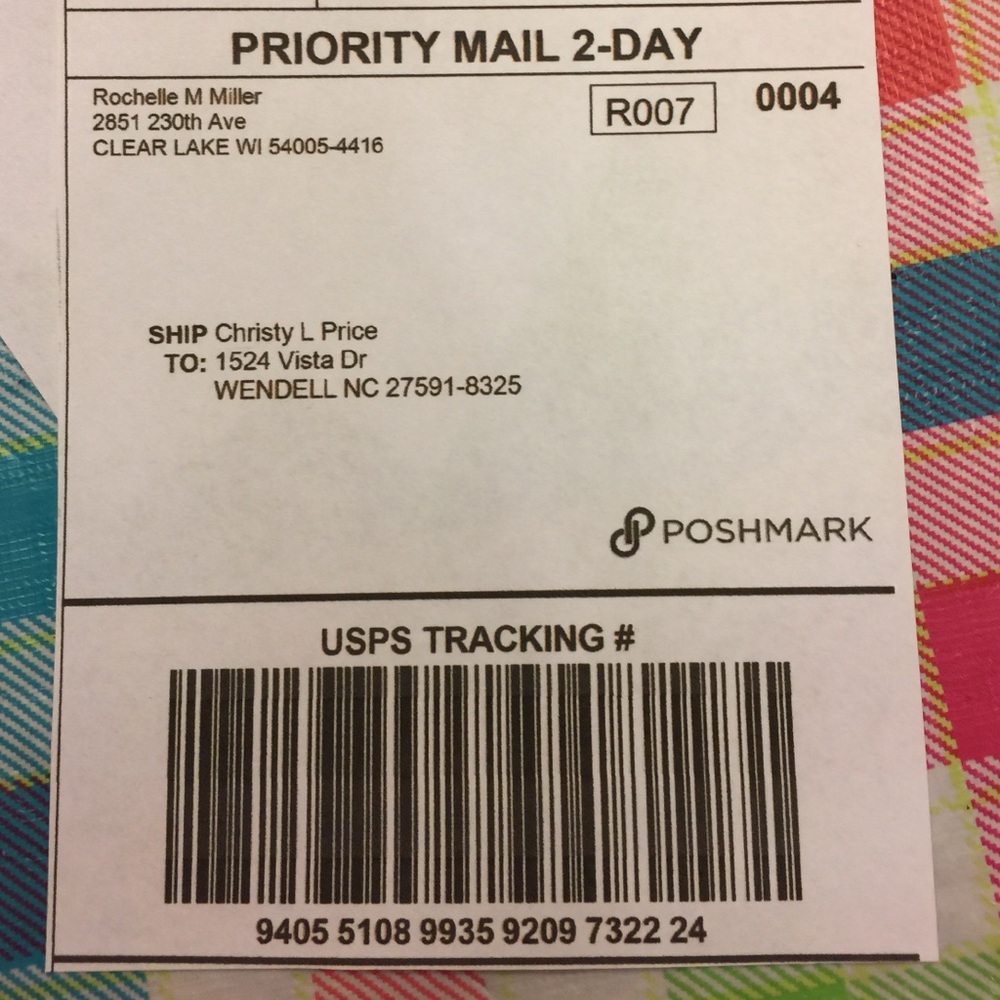 PRIORITY MAIL 2-DAY
Rochelle M Miller
2851 230th Ave
CLEAR LAKE WI 54005-4416
R007
0004
SHIP Christy L Price
TO: 1524 Vista Dr
WENDELL NC 27591-8325
POSHMARK
USPS TRACKING #
9405 5108 9935 9209 7322 24